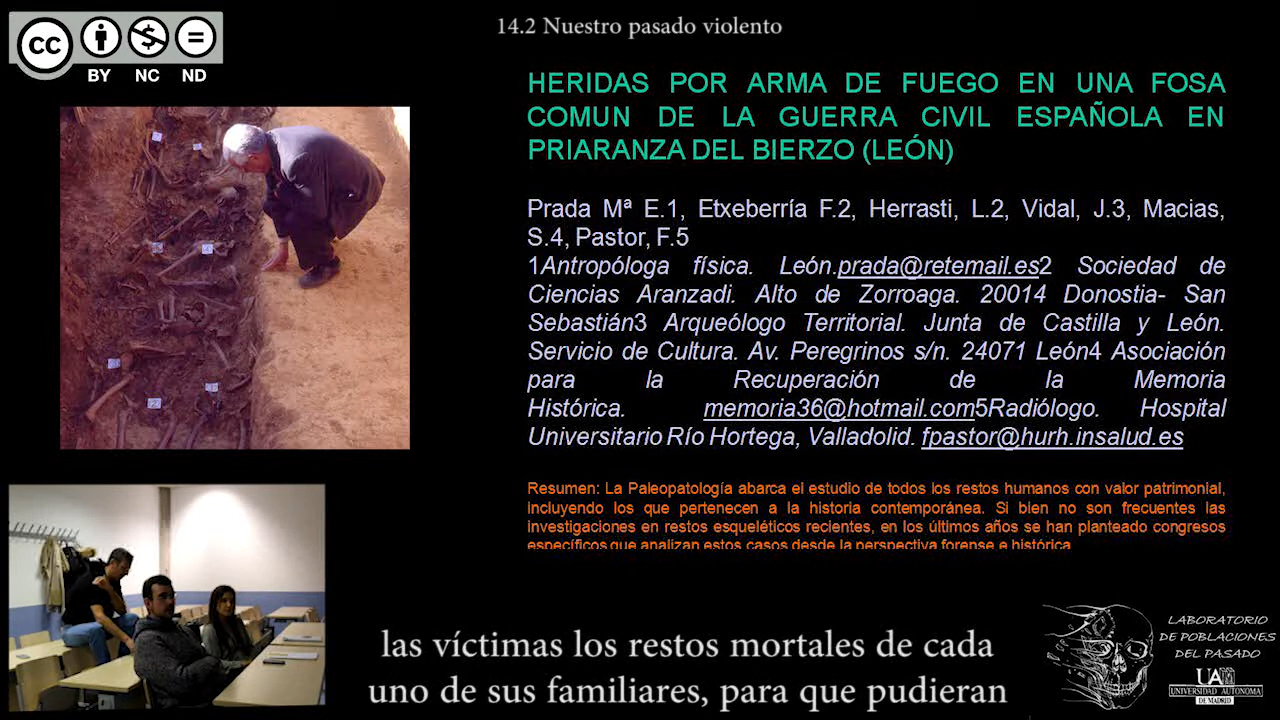 14.2 Nuestro pasado violento
CC
BY NC ND
HERIDAS POR ARMA DE FUEGO EN UNA FOSA
COMUN DE LA GUERRA CIVIL ESPAÑOLA EN
PRIARANZA DEL BIERZO (LEÓN)
Prada Mª E.1, Etxeberría F.2, Herrasti, L.2, Vidal, J.3, Macias,
S.4, Pastor, F.5
1Antropóloga física. León.prada@retemail.es2 Sociedad de
Ciencias Aranzadi. Alto de Zorroaga. 20014 Donostia- San
Sebastián3 Arqueólogo Territorial. Junta de Castilla y León.
Servicio de Cultura. Av. Peregrinos s/n. 24071 León4 Asociación
para la Recuperación de la Memoria
Histórica. memoria36@hotmail.com5Radiólogo. Hospital
Universitario Río Hortega, Valladolid. fpastor@hurh.insalud.es
Resumen: La Paleopatología abarca el estudio de todos los restos humanos con valor patrimonial,
incluyendo los que pertenecen a la historia contemporánea. Si bien no son frecuentes las
investigaciones en restos esqueléticos recientes, en los últimos años se han planteado congresos
específicos que analizan estos casos desde la perspectiva forense e histórica
las víctimas los restos mortales de cada
uno de sus familiares, para que pudieran
LABORATORIO
DE POBLACIONES
DEL PASADO
UAM
UNIVERSIDAD AUTONOMA
DE MADRID